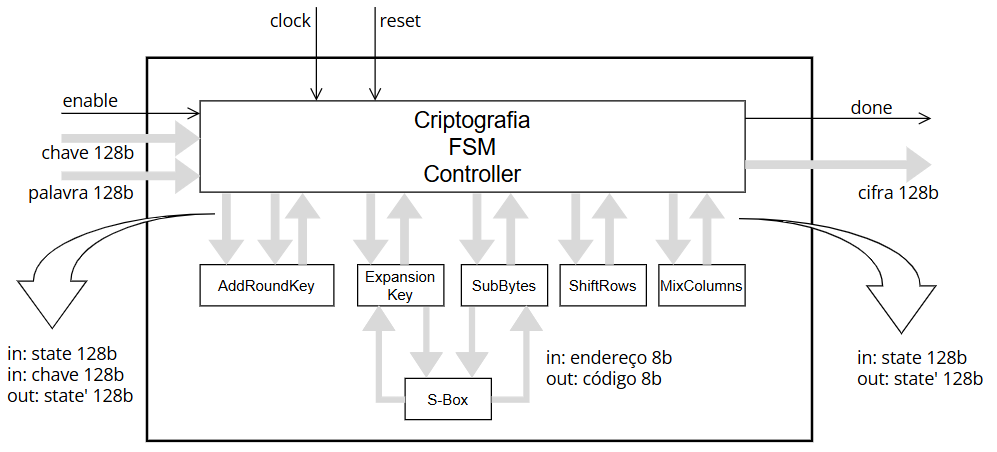 clock
reset
enable
chave 128b
palavra 128b
Criptografia
FSM
Controller
done
cifra 128b
AddRoundKey
Expansion
Key
SubBytes
ShiftRows
MixColumns
in: state 128b
in: chave 128b
out: state' 128b
S-Box
in: endereço 8b
out: código 8b
in: state 128b
out: state' 128b